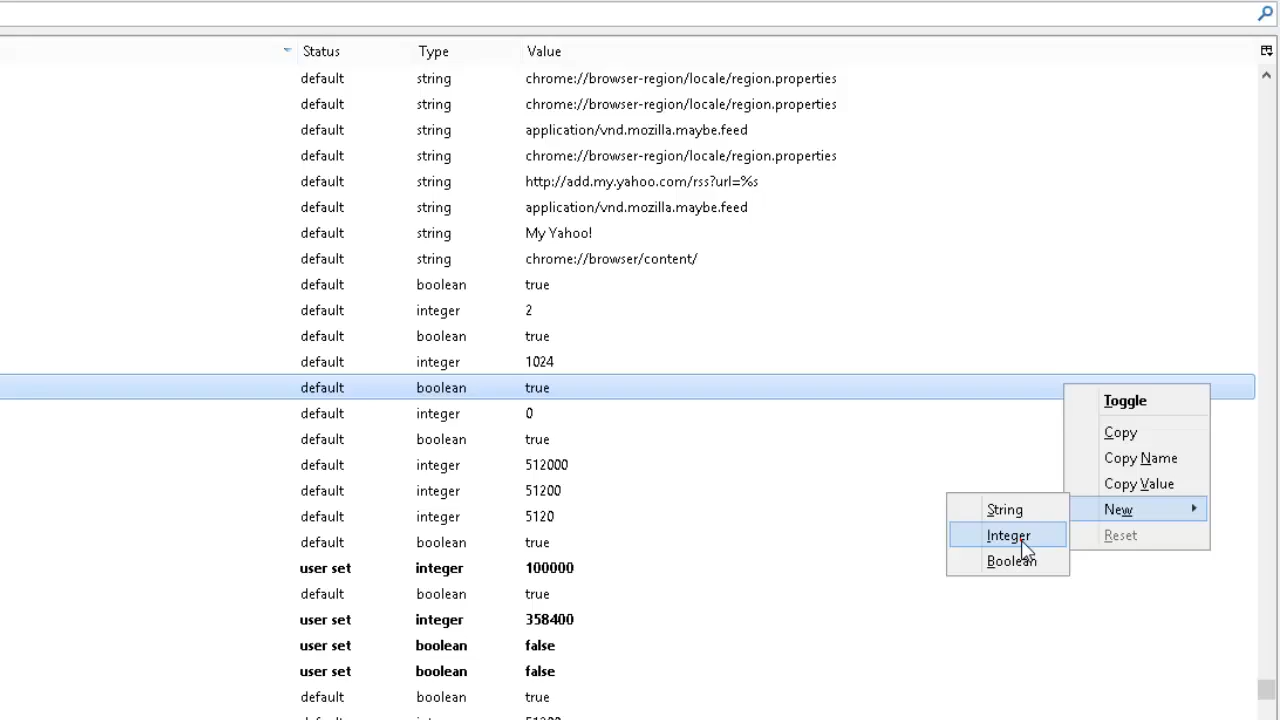 Status Type Value
default string chrome://browser-region/locale/region.properties
default string chrome://browser-region/locale/region.properties
default string application/vnd.mozilla.maybe.feed
default string chrome://browser-region/locale/region.properties
default string http://add.my.yahoo.com/rss?url=%s
default string application/vnd.mozilla.maybe.feed
default string My Yahoo!
default string chrome://browser/content/
default boolean true
default integer 2
default boolean true
default integer 1024
default boolean true
Toggle
default integer 0
Copy
default boolean true
Copy Name
default integer 512000
Copy Value
default integer 51200
String New
default integer 5120
Integer Reset
default boolean true
Boolean
user set integer 100000
default boolean true
user set integer 358400
user set boolean false
user set boolean false
default boolean true